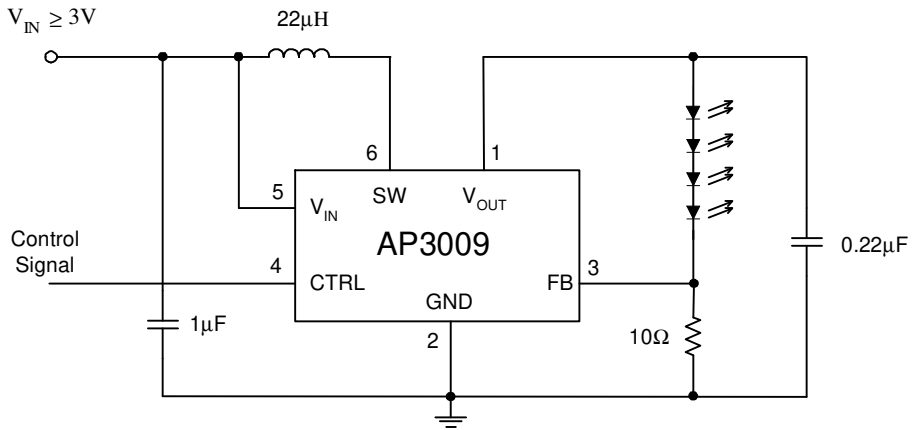 V_IN ≥ 3V
22μH
6
1
5
V_IN
SW
V_OUT
AP3009
Control
Signal
4
CTRL
FB
3
0.22μF
GND
1μF
2
10Ω